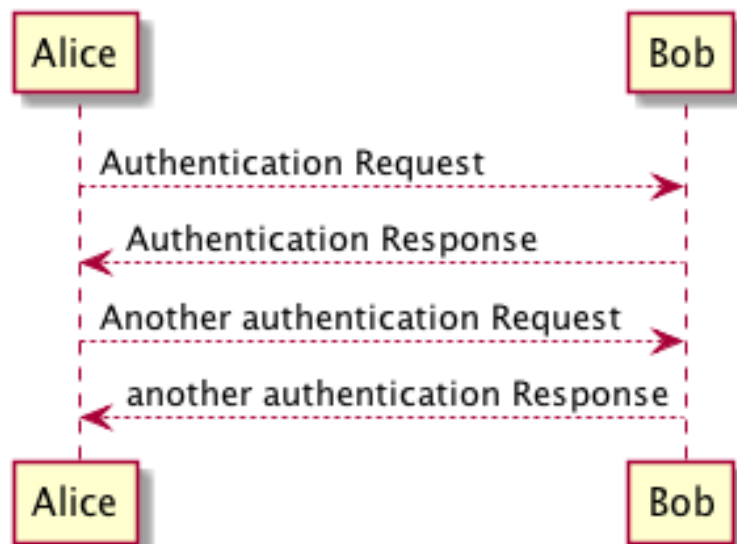 Alice
Bob
Authentication Request
Authentication Response
Another authentication Request
another authentication Response
Alice
Bob